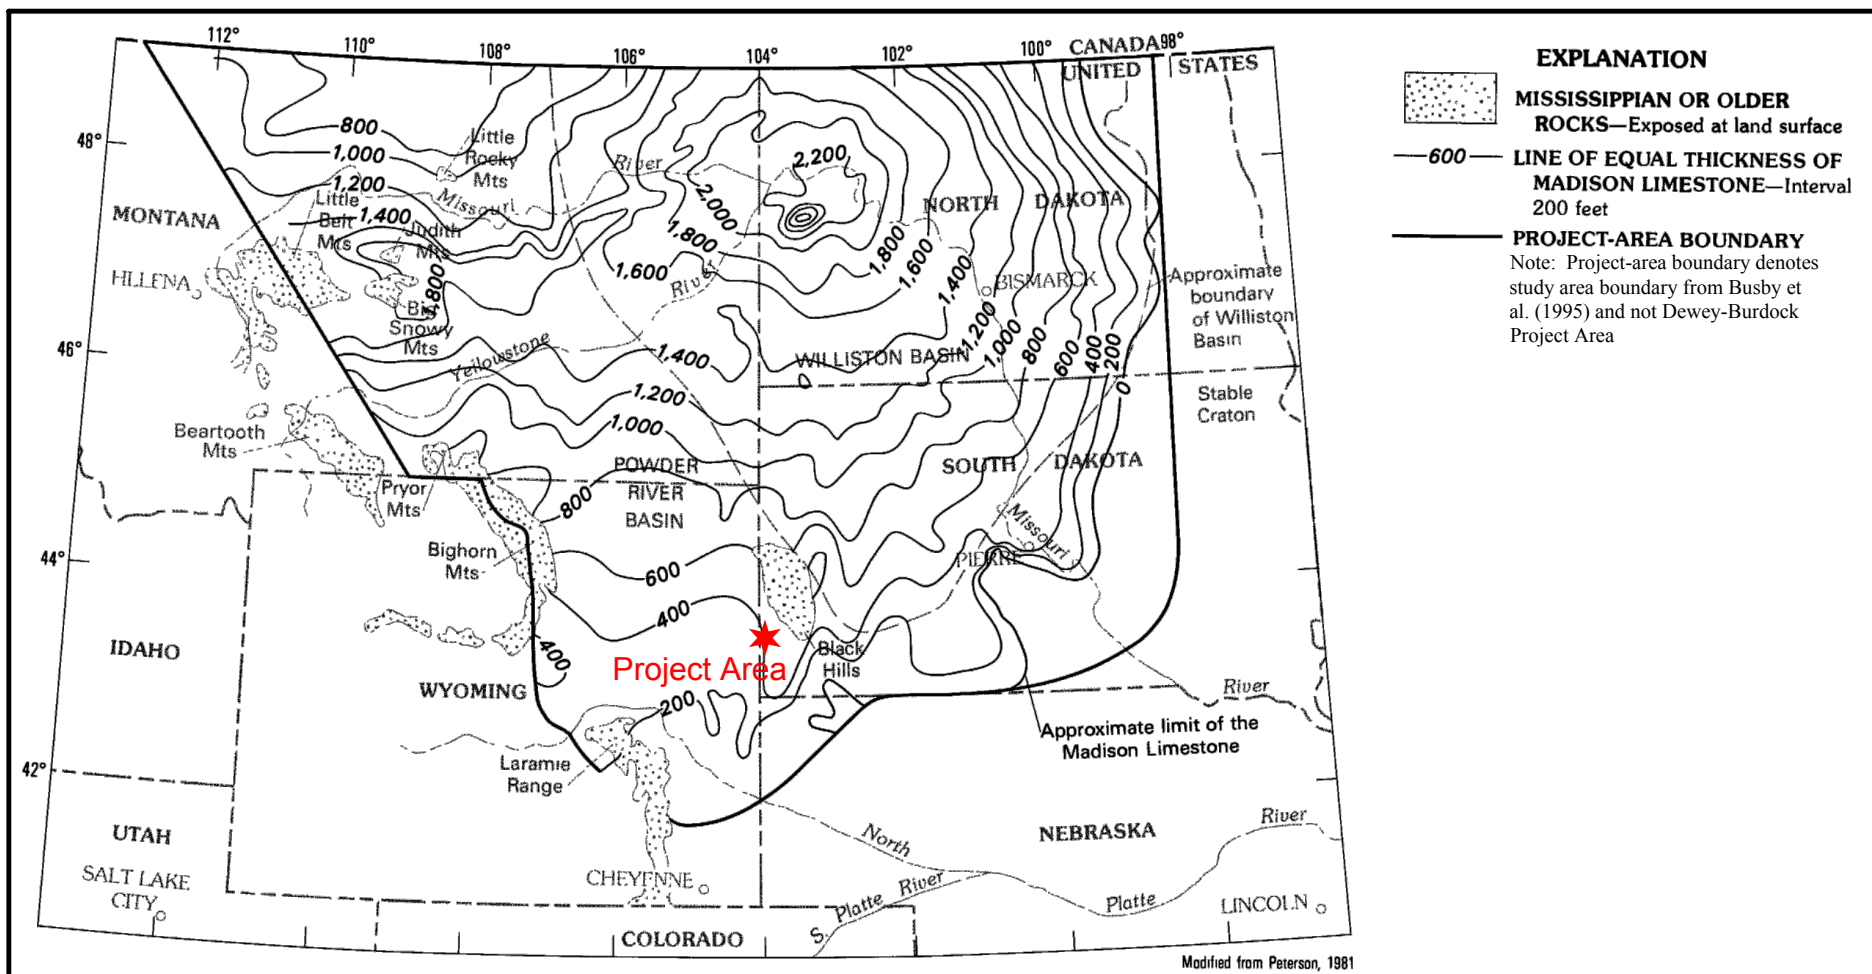 112°
110°
108°
106°
104°
102°
100°
CANADA
98°
UNITED
STATES
48°
46°
44°
42°
800
1,000
1,200
1,400
1,800
Little
Rocky
Mts
Little
Belt
Mts
Judith
Mts
Big
Snowy
Mts
MONTANA
HELENA
Missouri
River
Yellowstone
River
2,200
2,000
1,800
1,600
1,400
1,200
1,000
NORTH
DAKOTA
1,800
1,600
1,400
1,200
1,000
800
600
400
200
0
BISMARCK
WILLISTON BASIN
Approximate
boundary
of Williston
Basin
Stable
Craton
Beartooth
Mts
Pryor
Mts
Bighorn
Mts
POWDER
RIVER
BASIN
800
600
400
400
200
SOUTH
DAKOTA
Missouri
PIERRE
Black
Hills
Project Area
IDAHO
WYOMING
Laramie
Range
River
Approximate limit of the
Madison Limestone
UTAH
SALT LAKE
CITY
CHEYENNE
COLORADO
NEBRASKA
North
Platte
River
S. Platte River
LINCOLN
Modified from Peterson, 1981
EXPLANATION
MISSISSIPPIAN OR OLDER
ROCKS—Exposed at land surface
600
LINE OF EQUAL THICKNESS OF
MADISON LIMESTONE—Interval
200 feet
PROJECT-AREA BOUNDARY
Note: Project-area boundary denotes
study area boundary from Busby et
al. (1995) and not Dewey-Burdock
Project Area